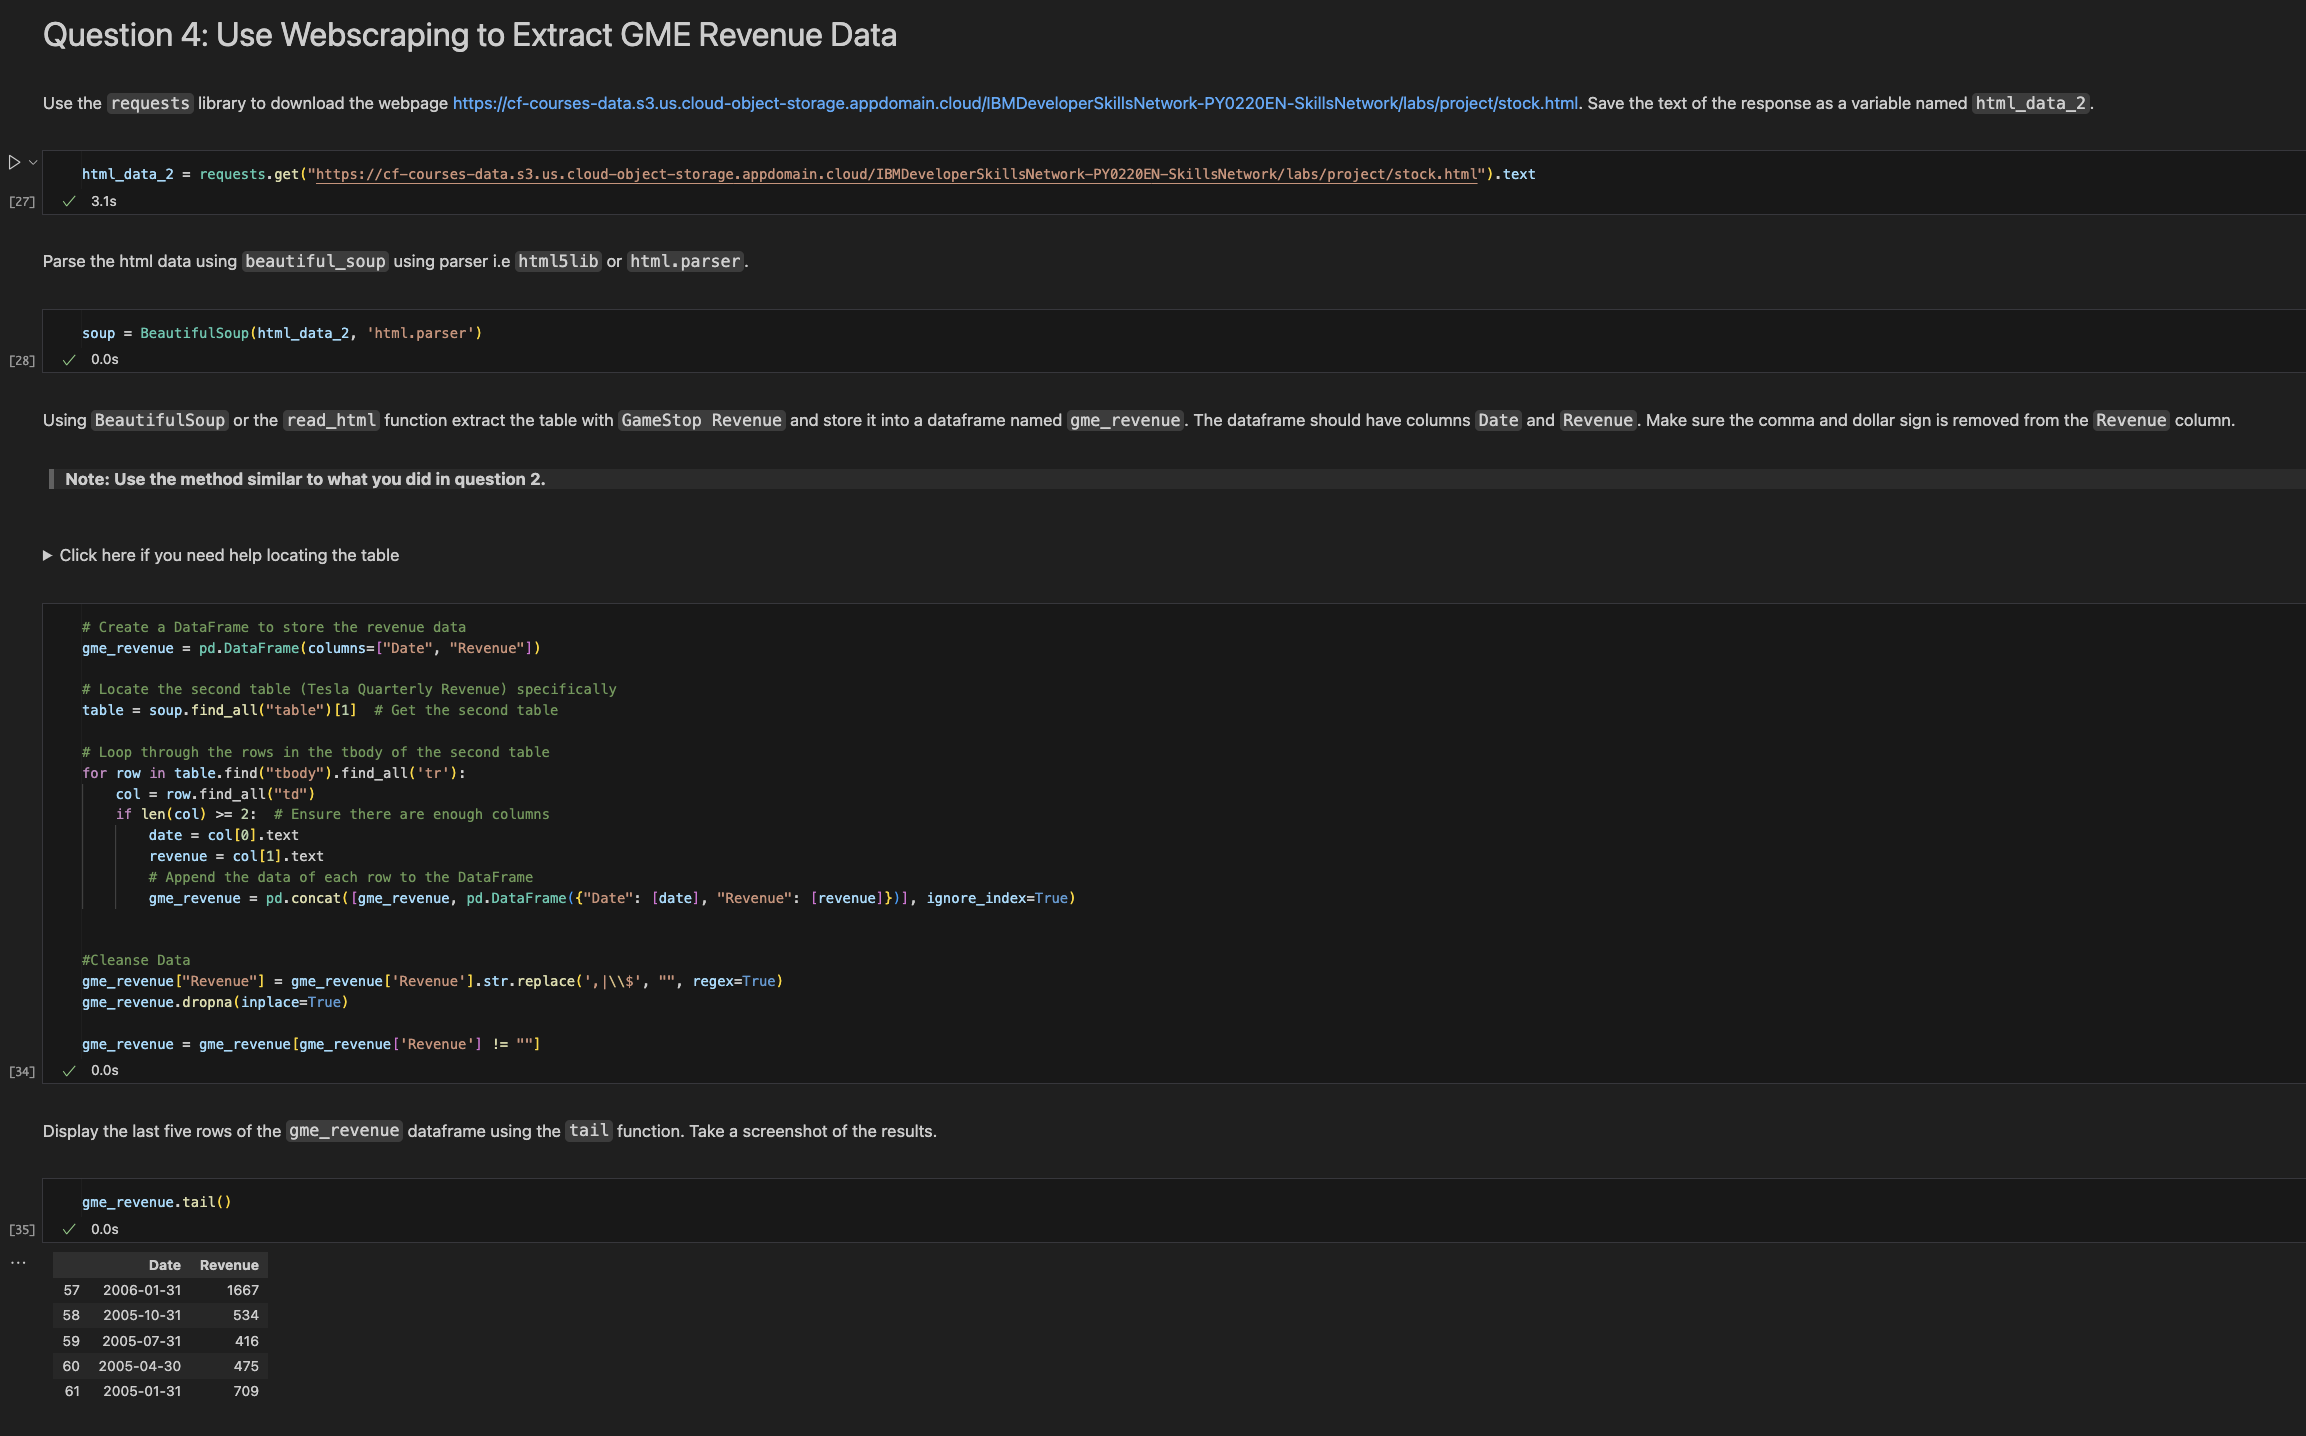 Question 4: Use Webscraping to Extract GME Revenue Data
Use the requests library to download the webpage https://cf-courses-data.s3.us.cloud-object-storage.appdomain.cloud/IBMDeveloperSkillsNetwork-PY0220EN-SkillsNetwork/labs/project/stock.html. Save the text of the response as a variable named html_data_2.
html_data_2 = requests.get("https://cf-courses-data.s3.us.cloud-object-storage.appdomain.cloud/IBMDeveloperSkillsNetwork-PY0220EN-SkillsNetwork/labs/project/stock.html").text
[27] ✓ 3.1s
Parse the html data using beautiful_soup using parser i.e html5lib or html.parser.
soup = BeautifulSoup(html_data_2, 'html.parser')
[28] ✓ 0.0s
Using BeautifulSoup or the read_html function extract the table with GameStop Revenue and store it into a dataframe named gme_revenue. The dataframe should have columns Date and Revenue. Make sure the comma and dollar sign is removed from the Revenue column.
Note: Use the method similar to what you did in question 2.
Click here if you need help locating the table
# Create a DataFrame to store the revenue data
gme_revenue = pd.DataFrame(columns=["Date", "Revenue"])
# Locate the second table (Tesla Quarterly Revenue) specifically
table = soup.find_all("table")[1]  # Get the second table
# Loop through the rows in the tbody of the second table
for row in table.find("tbody").find_all('tr'):
    col = row.find_all("td")
    if len(col) >= 2:  # Ensure there are enough columns
        date = col[0].text
        revenue = col[1].text
        # Append the data of each row to the DataFrame
        gme_revenue = pd.concat([gme_revenue, pd.DataFrame({"Date": [date], "Revenue": [revenue]})], ignore_index=True)
#Cleanse Data
gme_revenue["Revenue"] = gme_revenue['Revenue'].str.replace(',|\\$', "", regex=True)
gme_revenue.dropna(inplace=True)
gme_revenue = gme_revenue[gme_revenue['Revenue'] != ""]
[34] ✓ 0.0s
Display the last five rows of the gme_revenue dataframe using the tail function. Take a screenshot of the results.
gme_revenue.tail()
[35] ✓ 0.0s
...
Date Revenue
57 2006-01-31 1667
58 2005-10-31 534
59 2005-07-31 416
60 2005-04-30 475
61 2005-01-31 709